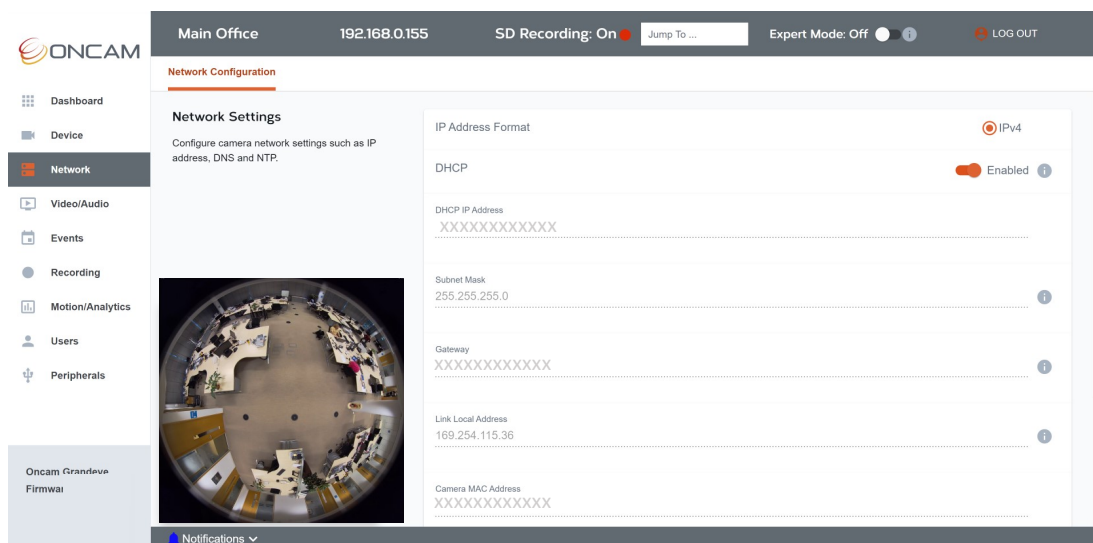 ONCAM
Main Office
192.168.0.155
SD Recording: On
Jump To ...
Expert Mode: Off
i
LOG OUT
Network Configuration
Dashboard
Device
Network
Video/Audio
Events
Recording
Motion/Analytics
Users
Peripherals
Oncam Grandeye
Firmwar
Network Settings
Configure camera network settings such as IP
address, DNS and NTP.
IP Address Format
IPv4
DHCP
Enabled
i
DHCP IP Address
XXXXXXXXXXXX
Subnet Mask
255.255.255.0
i
Gateway
XXXXXXXXXXXX
i
Link Local Address
169.254.115.36
i
Camera MAC Address
XXXXXXXXXXXX
Notifications